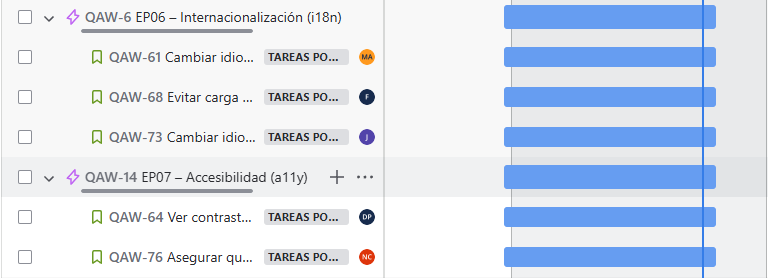 QAW-6 EP06 – Internacionalización (i18n)
QAW-61 Cambiar idio... TAREAS PO... MA
QAW-68 Evitar carga ... TAREAS PO... F
QAW-73 Cambiar idio... TAREAS PO... J
QAW-14 EP07 – Accesibilidad (a11y)
QAW-64 Ver contrast... TAREAS PO... DP
QAW-76 Asegurar qu... TAREAS PO... NC